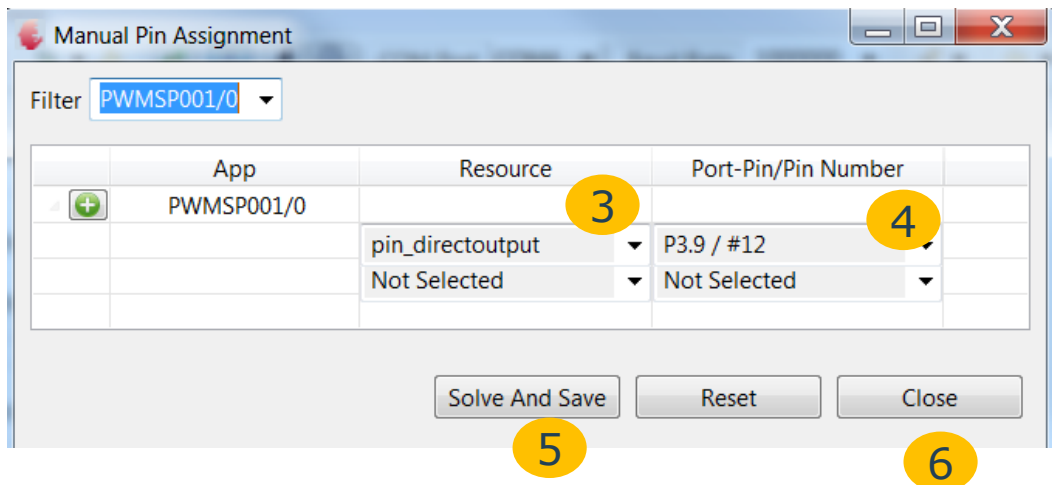 Manual Pin Assignment
Filter PWMSP001/0
App Resource Port-Pin/Pin Number
PWMSP001/0 3 4
pin_directoutput P3.9 / #12
Not Selected Not Selected
Solve And Save Reset Close
5 6